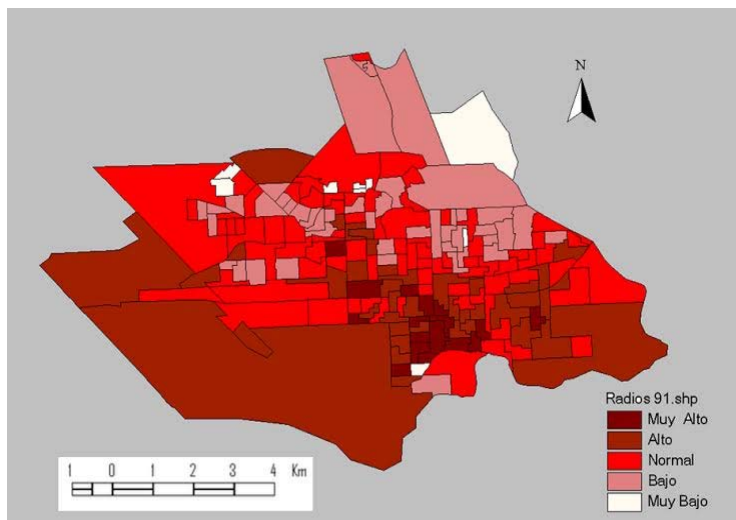 N
Radios 91.shp
Muy Alto
Alto
Normal
Bajo
Muy Bajo
1 0 1 2 3 4 Km